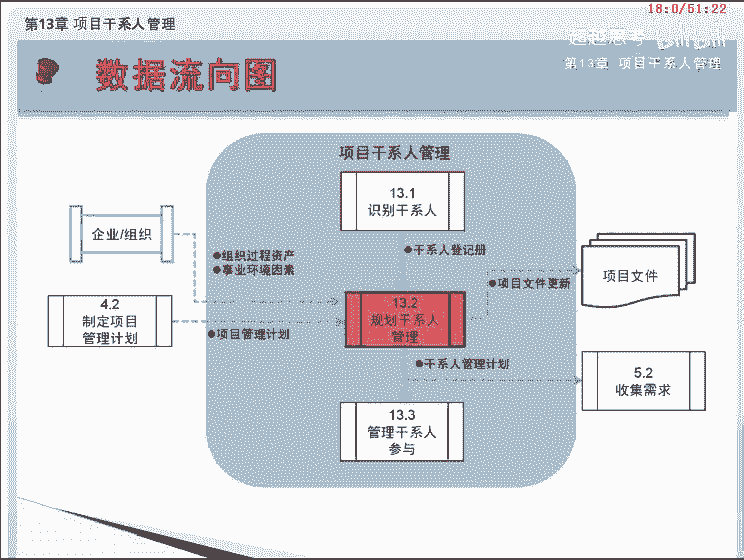 18:0/51:22
第13章 项目干系人管理
超越思考 bilibili
第13章 项目干系人管理
数据流向图
项目干系人管理
13.1
识别干系人
企业/组织
●干系人登记册
●组织过程资产
●事业环境因素
●项目文件更新
项目文件
4.2
制定项目
管理计划
13.2
规划干系人
管理
●项目管理计划
●干系人管理计划
5.2
收集需求
13.3
管理干系人
参与